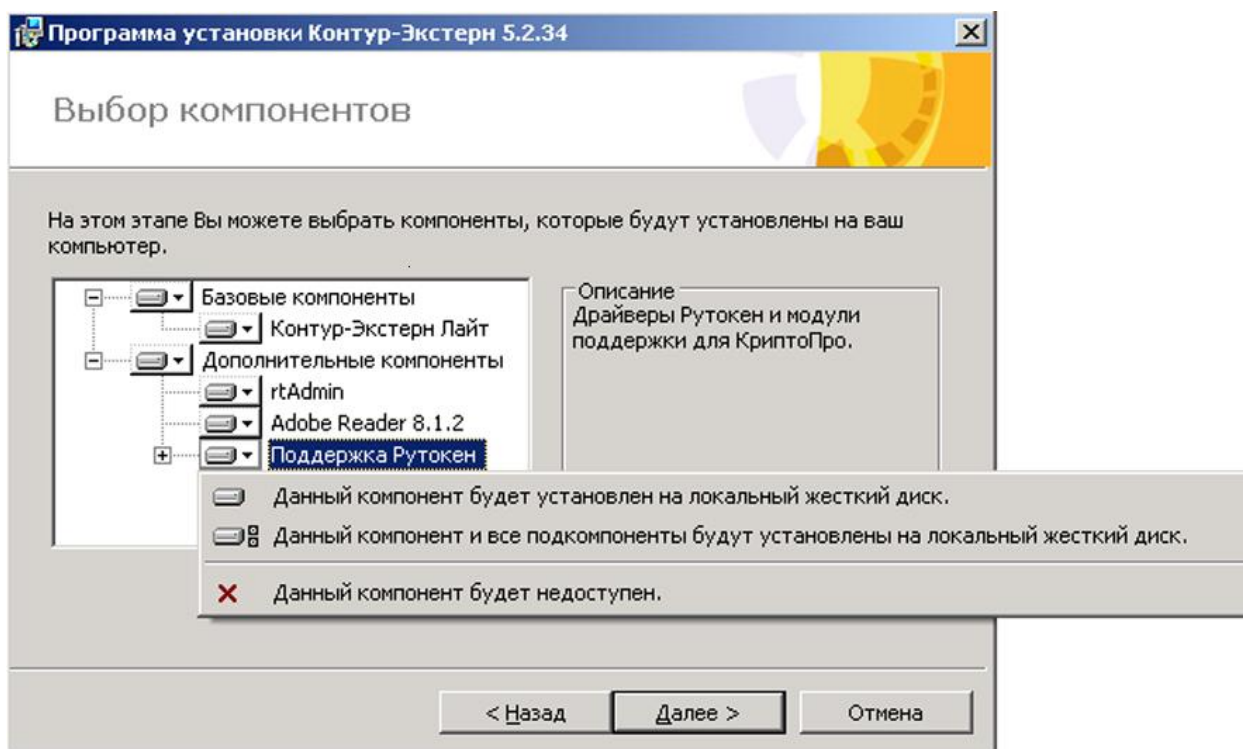 Программа установки Контур-Экстерн 5.2.34
Выбор компонентов
На этом этапе Вы можете выбрать компоненты, которые будут установлены на ваш
компьютер.
Базовые компоненты
Контур-Экстерн Лайт
Дополнительные компоненты
rtAdmin
Adobe Reader 8.1.2
Поддержка Рутокен
Описание
Драйверы Рутокен и модули
поддержки для КриптоПро.
Данный компонент будет установлен на локальный жесткий диск.
Данный компонент и все подкомпоненты будут установлены на локальный жесткий диск.
Данный компонент будет недоступен.
< Назад
Далее >
Отмена